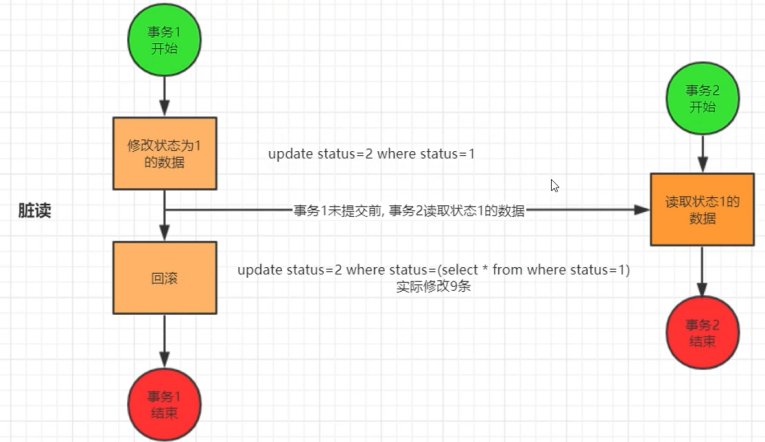 事务1
开始
事务2
开始
修改状态为1
的数据
update status=2 where status=1
脏读
事务1未提交前, 事务2读取状态1的数据
读取状态1的
数据
回滚
update status=2 where status=(select * from where status=1)
实际修改9条
事务2
结束
事务1
结束